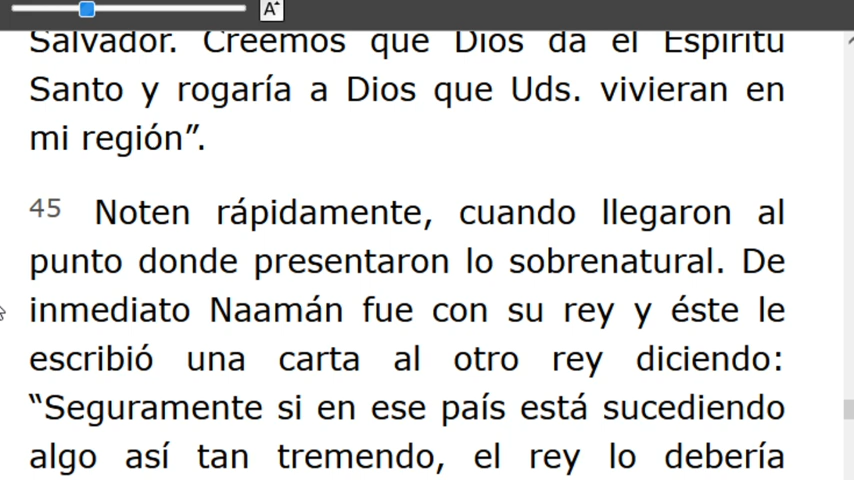 A
Salvador. Creemos que Dios da el Espíritu
Santo y rogaría a Dios que Uds. vivieran en
mi región”.
45 Noten rápidamente, cuando llegaron al
punto donde presentaron lo sobrenatural. De
inmediato Naamán fue con su rey y éste le
escribió una carta al otro rey diciendo:
“Seguramente si en ese país está sucediendo
algo así tan tremendo, el rey lo debería